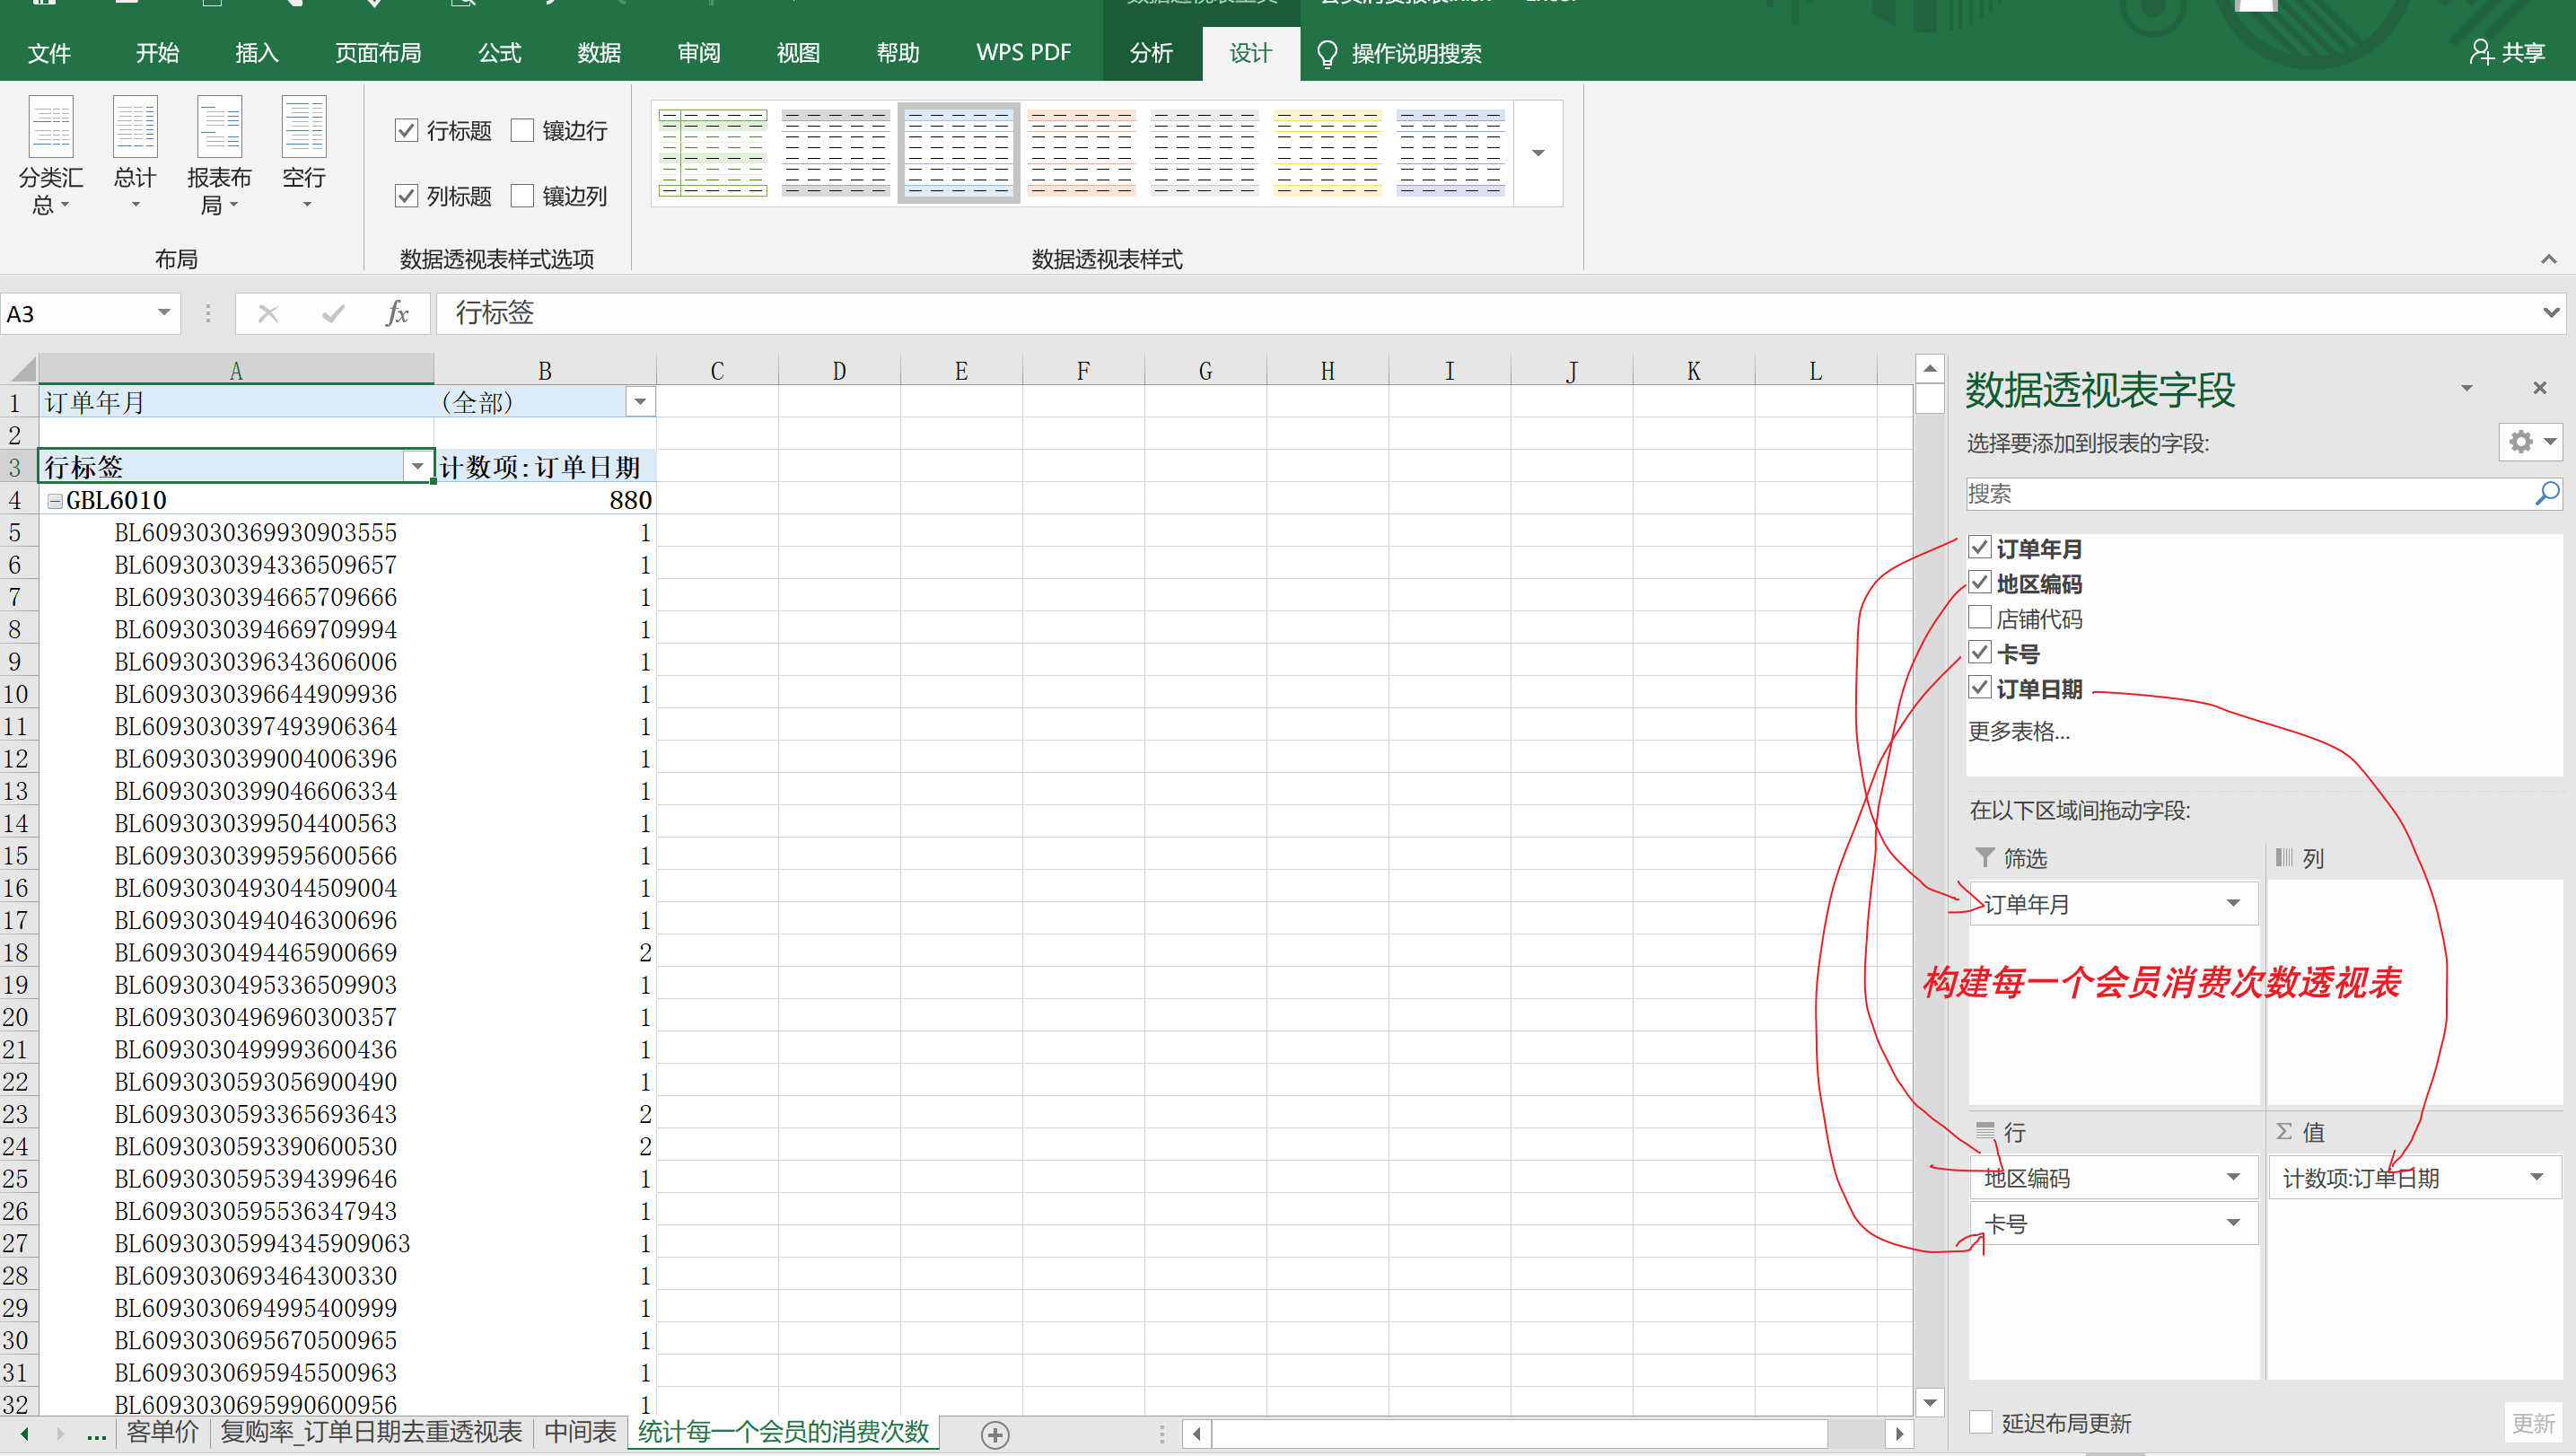 文件 开始 插入 页面布局 公式 数据 审阅 视图 帮助 WPS PDF 分析 设计 操作说明搜索 共享
分类汇总 总计 报表布局 空行
行标题 镶边行
列标题 镶边列
布局 数据透视表样式选项 数据透视表样式
A3 fx 行标签
A B C D E F G H I J K L
1 订单年月 (全部)
2
3 行标签 计数项:订单日期
4 GBL6010 880
5 BL6093030369930903555 1
6 BL6093030394336509657 1
7 BL6093030394665709666 1
8 BL6093030394669709994 1
9 BL6093030396343606006 1
10 BL6093030396644909936 1
11 BL6093030397493906364 1
12 BL6093030399004006396 1
13 BL6093030399046606334 1
14 BL6093030399504400563 1
15 BL6093030399595600566 1
16 BL6093030493044509004 1
17 BL6093030494046300696 1
18 BL6093030494465900669 2
19 BL6093030495336509903 1
20 BL6093030496960300357 1
21 BL6093030499993600436 1
22 BL6093030593056900490 1
23 BL6093030593365693643 2
24 BL6093030593390600530 2
25 BL6093030595394399646 1
26 BL6093030595536347943 1
27 BL60930305994345909063 1
28 BL6093030693464300330 1
29 BL6093030694995400999 1
30 BL6093030695670500965 1
31 BL6093030695945500963 1
32 BL6093030695990600956 1
数据透视表字段
选择要添加到报表的字段:
搜索
订单年月
地区编码
店铺代码
卡号
订单日期
更多表格...
在以下区域间拖动字段:
筛选 列
订单年月
构建每一个会员消费次数透视表
行 Σ 值
地区编码 计数项:订单日期
卡号
延迟布局更新 更新
... 客单价 复购率_订单日期去重透视表 中间表 统计每一个会员的消费次数